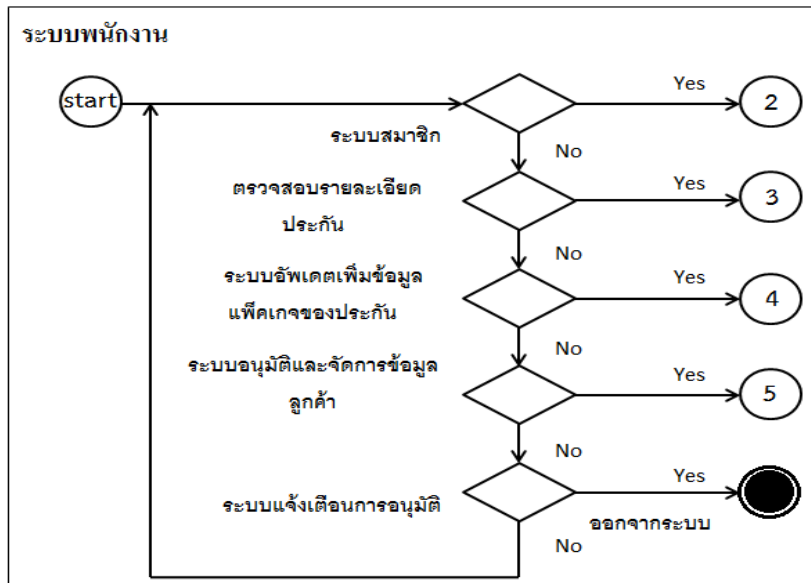 ระบบพนักงาน
start
Yes
2
ระบบสมาชิก
No
ตรวจสอบรายละเอียด
ประกัน
Yes
3
No
ระบบอัพเดตเพิ่มข้อมูล
แพ็คเกจของประกัน
Yes
4
No
ระบบอนุมัติและจัดการข้อมูล
ลูกค้า
Yes
5
No
ระบบแจ้งเตือนการอนุมัติ
Yes
ออกจากระบบ
No